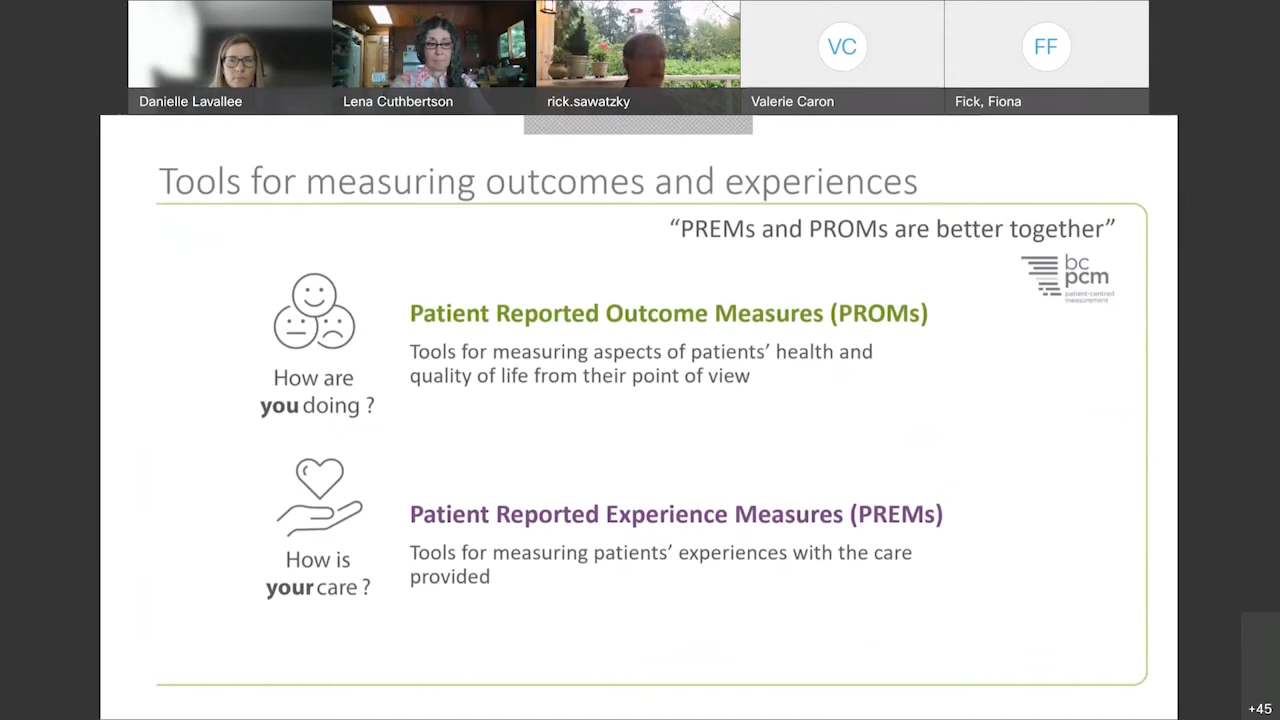 VC
FF
Danielle Lavallee
Lena Cuthbertson
rick.sawatzky
Valerie Caron
Fick, Fiona
Tools for measuring outcomes and experiences
“PREMs and PROMs are better together”
bc
pcm
patient-centred
measurement
How are
you doing ?
Patient Reported Outcome Measures (PROMs)
Tools for measuring aspects of patients’ health and
quality of life from their point of view
How is
your care ?
Patient Reported Experience Measures (PREMs)
Tools for measuring patients’ experiences with the care
provided
+45